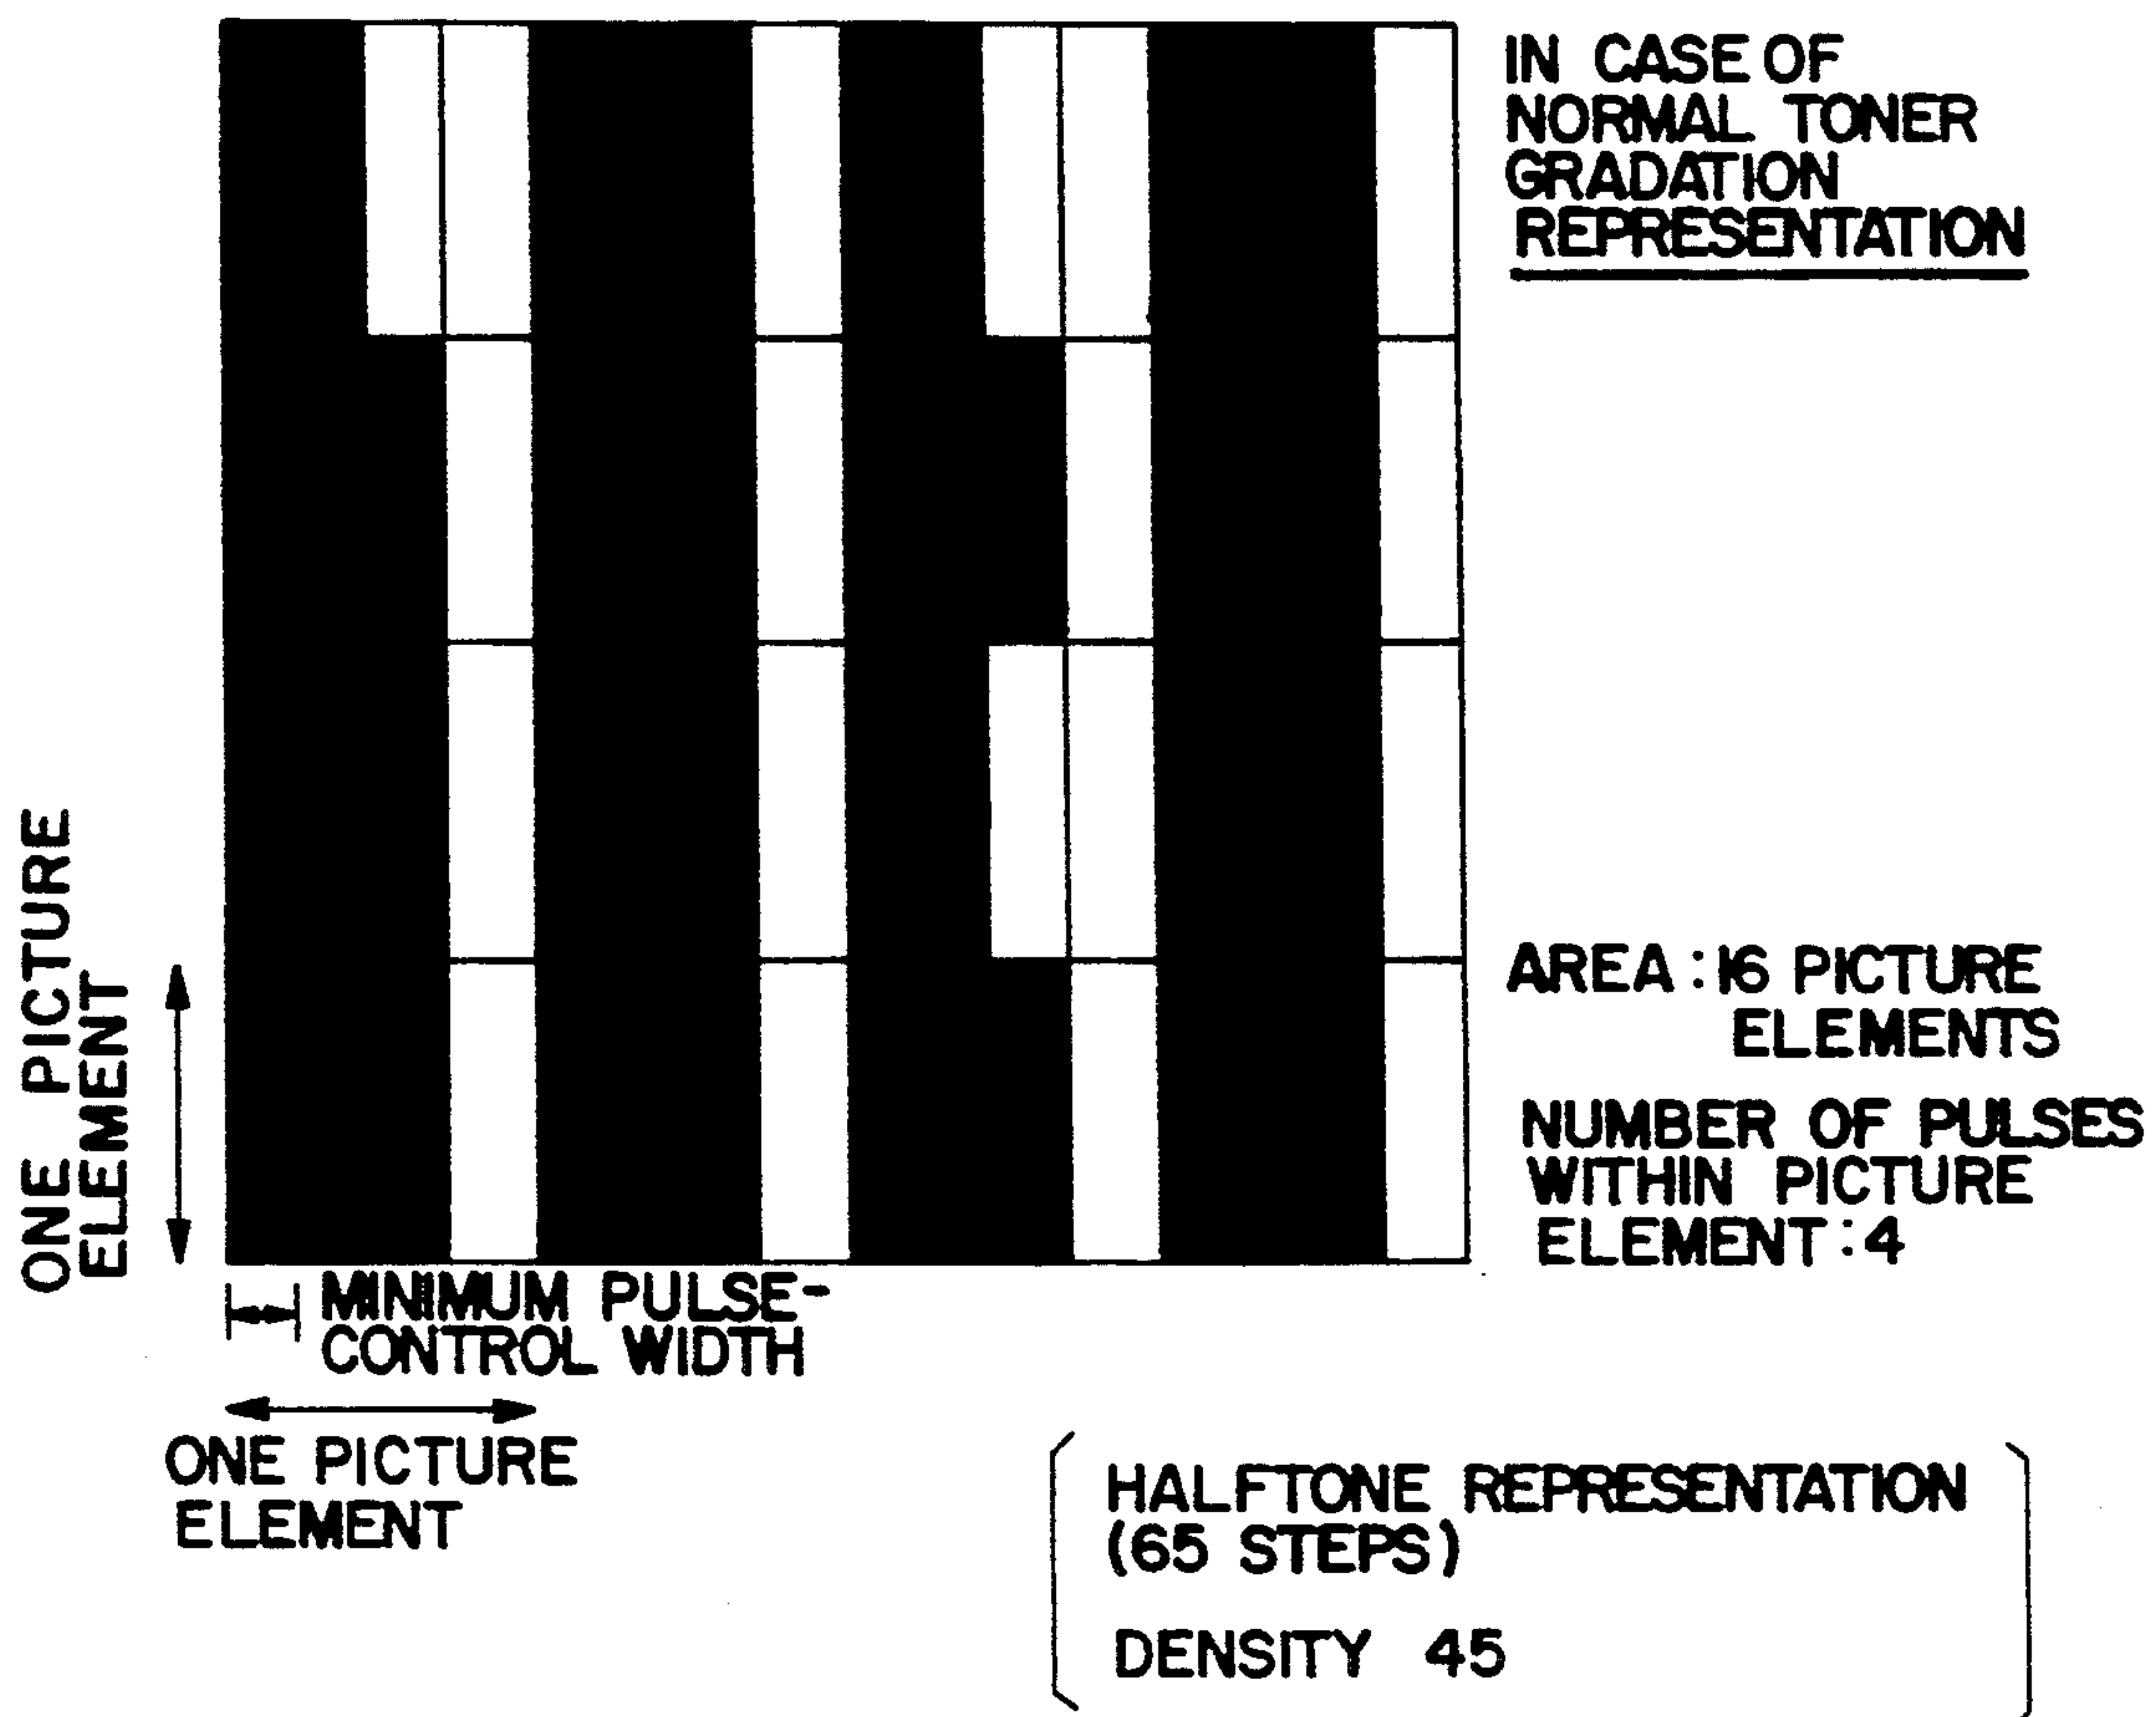 IN CASE OF
NORMAL TONER
GRADATION
REPRESENTATION
AREA : 16 PICTURE
ELEMENTS
NUMBER OF PULSES
WITHIN PICTURE
ELEMENT : 4
ONE PICTURE
ELEMENT
MINIMUM PULSE-
CONTROL WIDTH
ONE PICTURE
ELEMENT
HALFTONE REPRESENTATION
(65 STEPS)
DENSITY 45